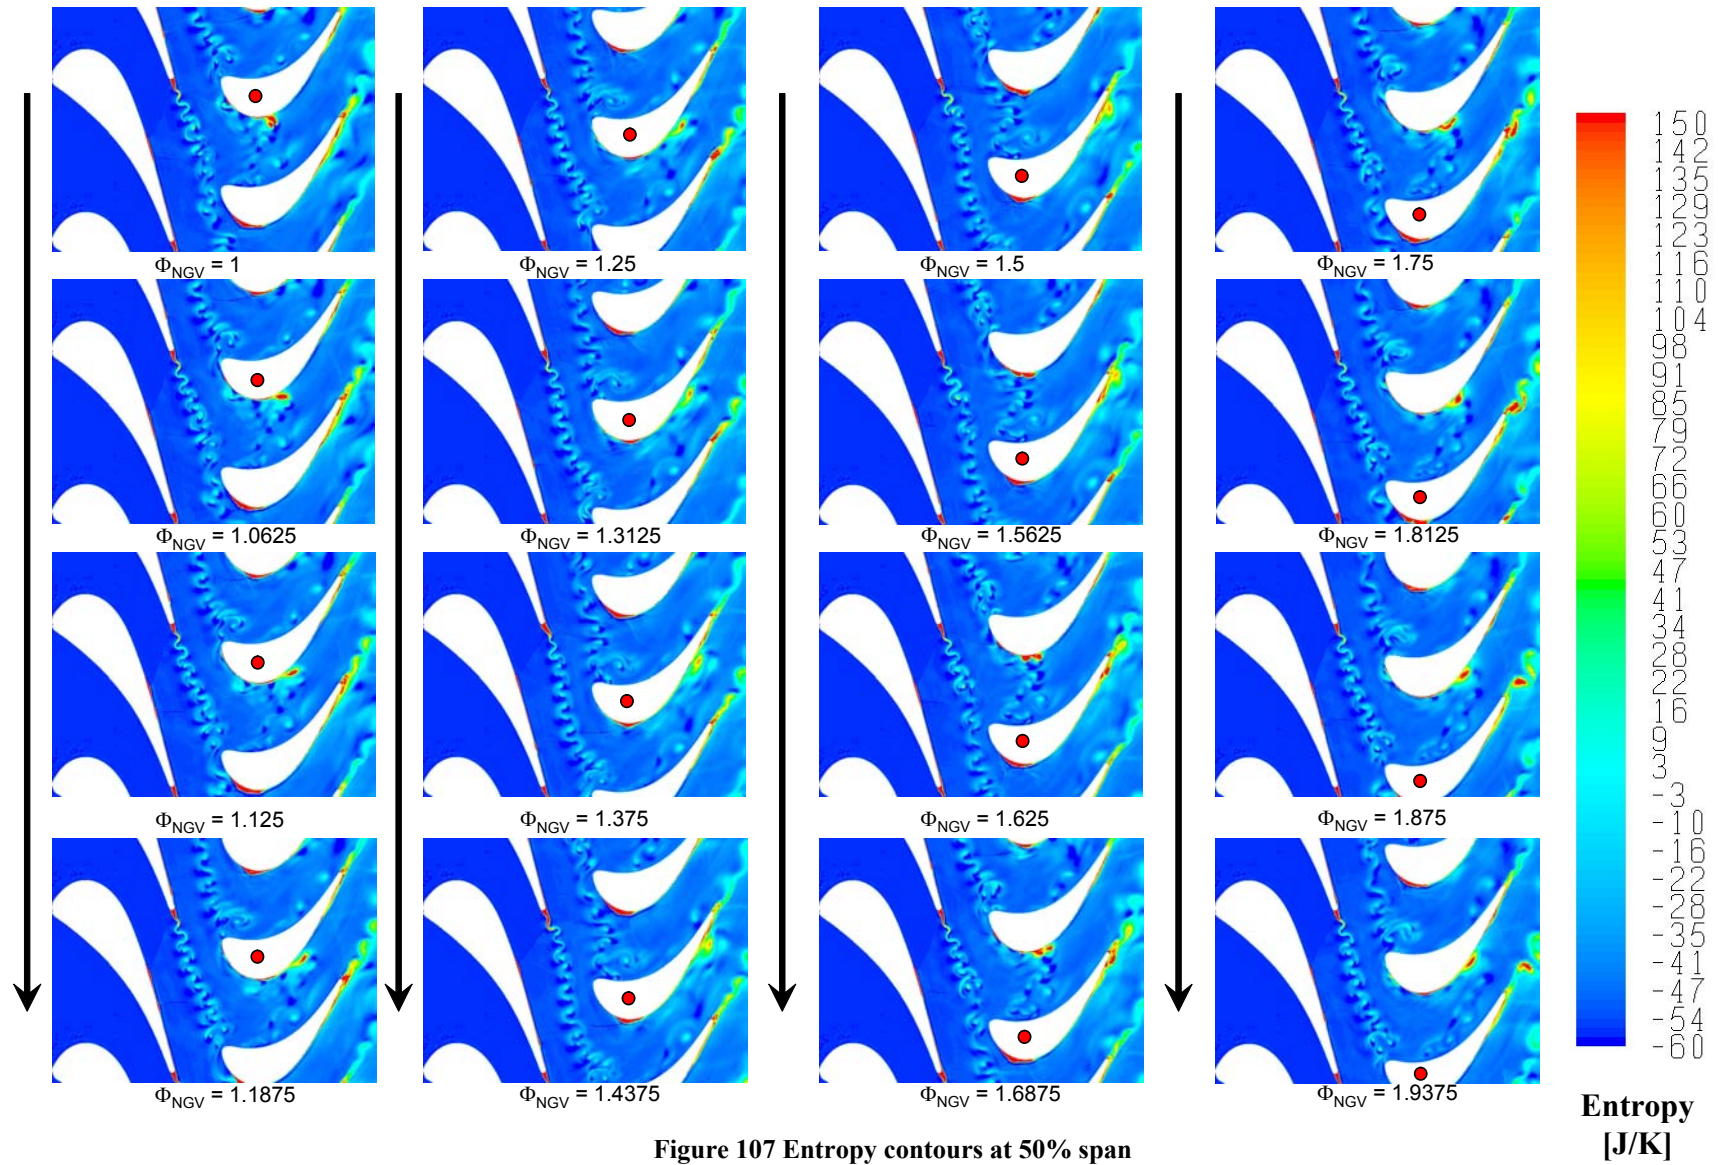 ΦNGV = 1
ΦNGV = 1.25
ΦNGV = 1.5
ΦNGV = 1.75
ΦNGV = 1.0625
ΦNGV = 1.3125
ΦNGV = 1.5625
ΦNGV = 1.8125
ΦNGV = 1.125
ΦNGV = 1.375
ΦNGV = 1.625
ΦNGV = 1.875
ΦNGV = 1.1875
ΦNGV = 1.4375
ΦNGV = 1.6875
ΦNGV = 1.9375
150
142
135
129
123
116
110
104
98
91
85
79
72
66
60
53
47
41
34
28
22
16
9
3
-3
-10
-16
-22
-28
-35
-41
-47
-54
-60
Entropy
[J/K]
Figure 107 Entropy contours at 50% span